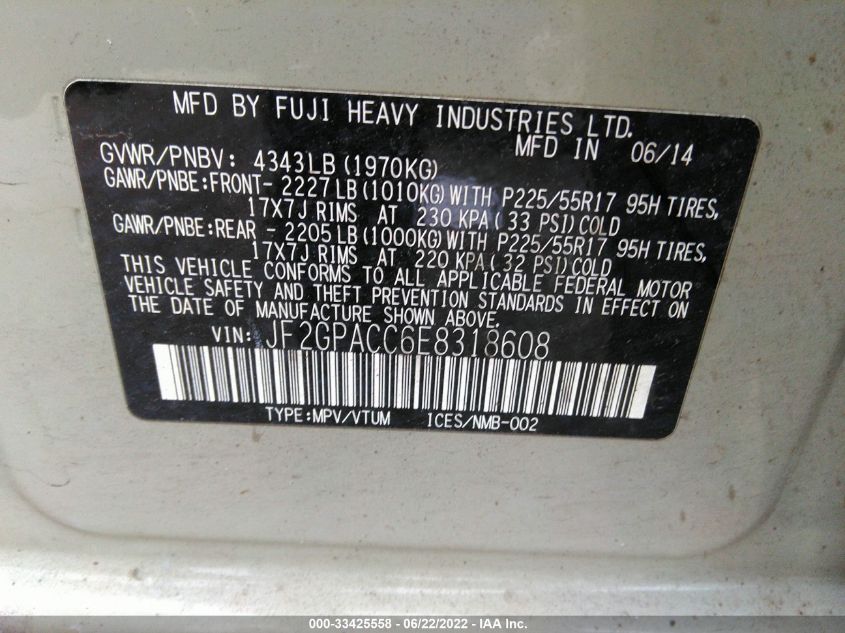 MFD BY FUJI HEAVY INDUSTRIES LTD.
MFD IN 06/14
GVWR/PNBV: 4343LB (1970KG)
GAWR/PNBE:FRONT- 2227LB (1010KG) WITH P225/55R17 95H TIRES,
17X7J RIMS AT 230 KPA ( 33 PSI) COLD
GAWR/PNBE:REAR - 2205LB (1000KG) WITH P225/55R17 95H TIRES,
17X7J RIMS AT 220 KPA ( 32 PSI) COLD
THIS VEHICLE CONFORMS TO ALL APPLICABLE FEDERAL MOTOR
VEHICLE SAFETY AND THEFT PREVENTION STANDARDS IN EFFECT ON
THE DATE OF MANUFACTURE SHOWN ABOVE.
VIN: JF2GPACC6E8318608
TYPE:MPV/VTUM ICES/NMB-002
000-33425558 - 06/22/2022 - IAA Inc.